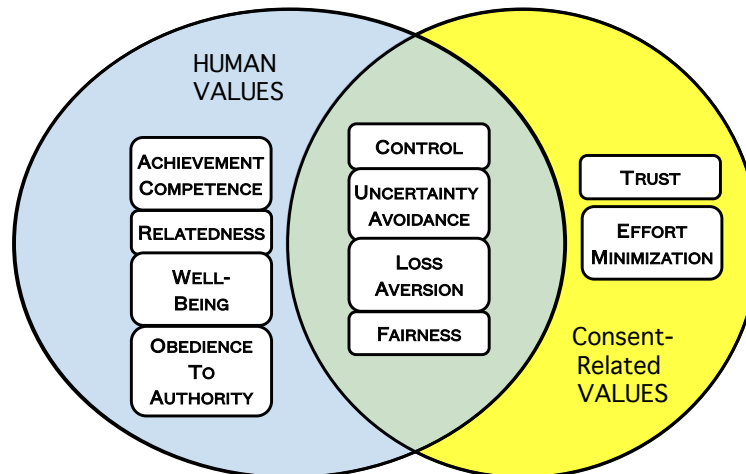 HUMAN
VALUES
ACHIEVEMENT
COMPETENCE
RELATEDNESS
WELL-
BEING
OBEDIENCE
TO
AUTHORITY
CONTROL
UNCERTAINTY
AVOIDANCE
LOSS
AVERSION
FAIRNESS
TRUST
EFFORT
MINIMIZATION
Consent-
Related
VALUES